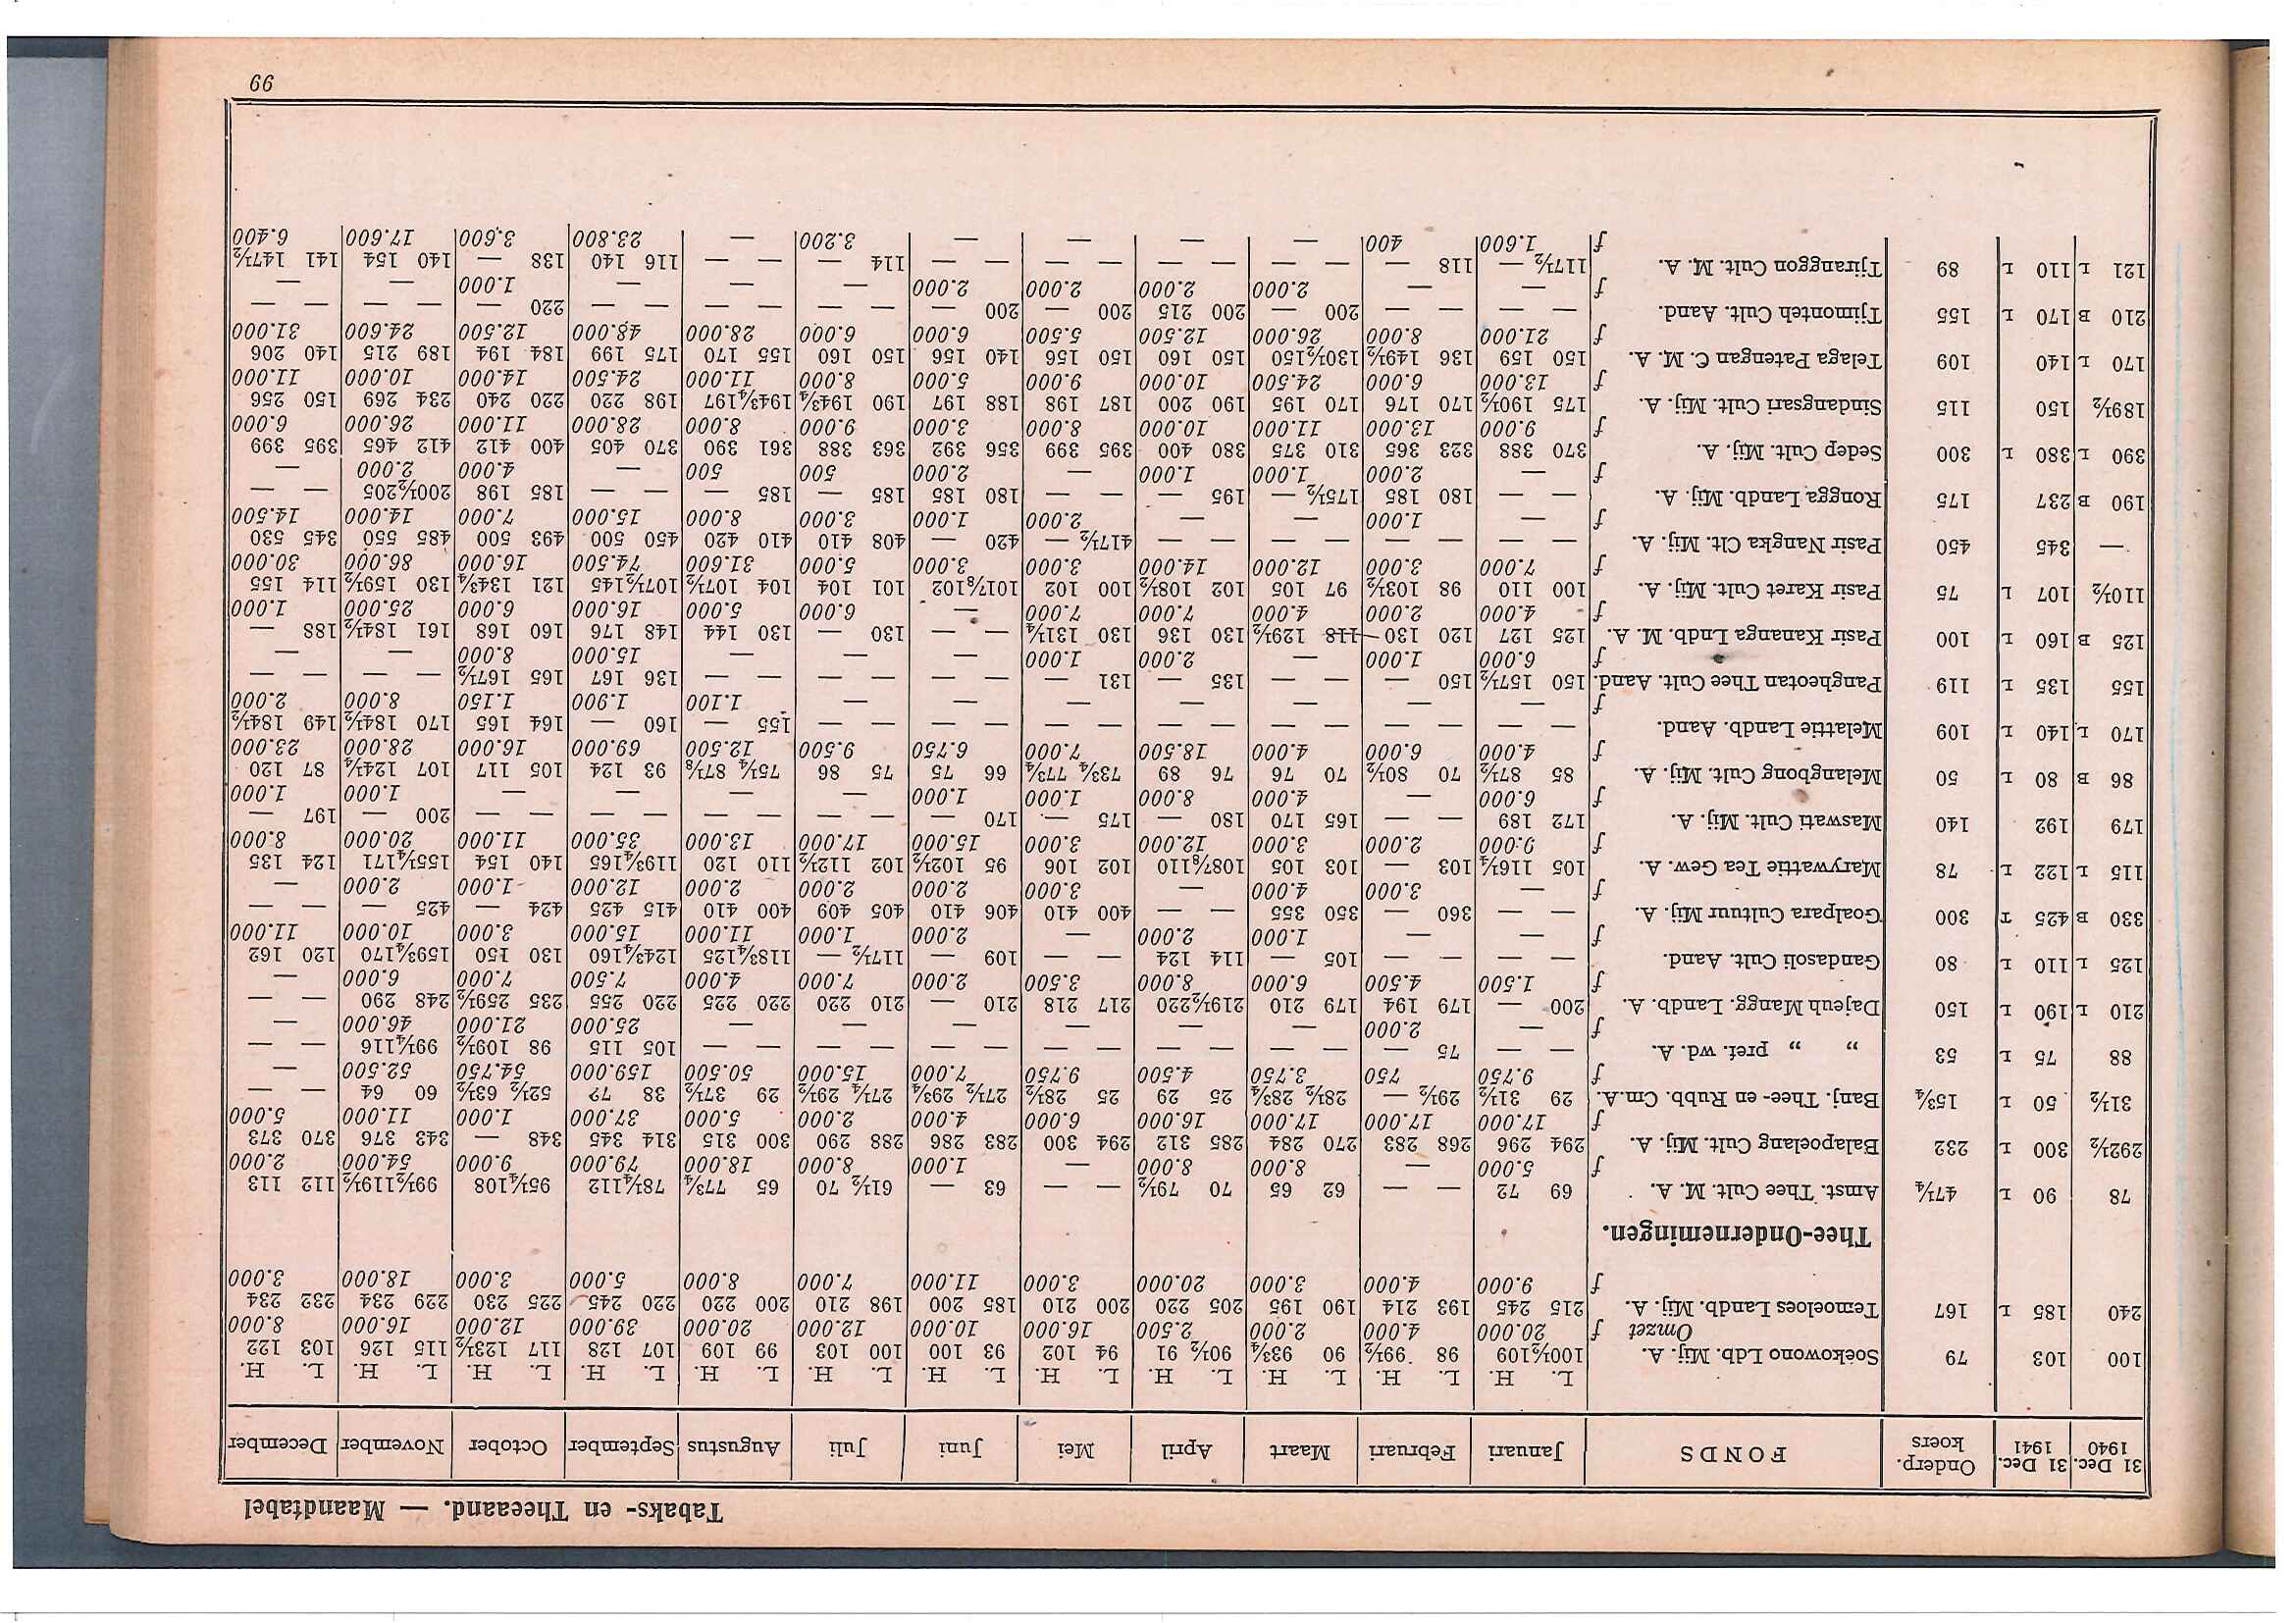 Tabaks- en Theeaand. — Maandtabel
31 Dec. 1940 31 Dec. 1941 Onderp. koers FONDS Januari Februari Maart April Mei Juni Juli Augustus September October November December
L. H. L. H. L. H. L. H. L. H. L. H. L. H. L. H. L. H. L. H. L. H. L. H.
100 103 79 Soekowono Ldb. Mij. A. 100½ 109 98 99½ 90 93¾ 90½ 91 94 102 93 100 100 103 99 109 107 128 117 123½ 115 126 103 122
Omzet f 20.000 4.000 2.000 2.500 16.000 10.000 12.000 20.000 39.000 12.000 16.000 8.000
240 185 L 167 Temoeloes Landb. Mij. A. 215 245 193 214 190 195 205 220 200 210 185 200 198 210 200 220 220 245 225 230 229 234 232 234
f 9.000 4.000 3.000 20.000 3.000 11.000 7.000 8.000 5.000 3.000 18.000 3.000
Thee-Ondernemingen.
78 90 L 47¼ Amst. Thee Cult. M. A. 69 72 — — 62 65 70 79½ — — 63 — 61½ 70 65 77¾ 78¼ 112 95¼ 108 99½ 119½ 112 113
f 5.000 — 8.000 8.000 — 1.000 8.000 18.000 79.000 9.000 54.000 2.000
292½ 300 L 232 Balapoelang Cult. Mij. A. 294 296 268 283 270 284 285 312 294 300 283 286 288 290 300 315 314 345 348 — 343 376 370 373
f 17.000 17.000 17.000 16.000 6.000 4.000 2.000 5.000 37.000 1.000 11.000 5.000
31½ 50 L 15¾ Banj. Thee- en Rubb. Cm.A. 29 31½ 29½ — 28½ 28¾ 25 29 25 28½ 27½ 29¾ 27¼ 29½ 29 37½ 38 72 52½ 63½ 60 64 — —
f 9.750 750 3.750 4.500 9.750 7.000 15.000 50.500 159.000 54.750 52.500 —
88 75 L 53 „ „ pref. wd. A. — — 75 — — — — — — — — — — — — — 105 115 98 109½ 99¼ 116 — —
f — 2.000 — — — — — — 25.000 21.000 46.000 —
210 L 190 L 150 Dajeuh Mangg. Landb. A. 200 — 179 194 179 210 219½ 220 217 218 210 — 210 220 220 225 220 255 235 259½ 248 290 — —
f 1.500 4.500 6.000 8.000 3.500 2.000 7.000 4.000 7.500 7.000 6.000 —
125 L 110 L 80 Gandasoli Cult. Aand. — — — — 105 — 114 124 — — 109 — 117½ — 118¾ 125 124¾ 160 130 150 159¾ 170 120 162
f — — 1.000 2.000 — 2.000 1.000 11.000 15.000 3.000 10.000 11.000
330 B 425 T 300 Goalpara Cultuur Mij. A. — — 360 — 350 355 — — 400 410 406 410 405 409 400 410 415 425 424 — 425 — — —
f — 3.000 4.000 — 3.000 2.000 2.000 2.000 12.000 1.000 2.000 —
115 L 122 L 78 Marywattie Tea Gew. A. 105 116¼ 103 — 103 105 108⅞ 110 102 106 95 102½ 102 112½ 110 120 119¾ 165 140 154 155¼ 171 124 135
f 9.000 2.000 3.000 12.000 3.000 15.000 17.000 13.000 35.000 11.000 20.000 8.000
179 192 140 Maswati Cult. Mij. A. 172 189 — — 165 170 180 — 175 — 170 — — — — — — — — — 200 — 197 —
f 6.000 — 4.000 8.000 1.000 1.000 — — — — 1.000 1.000
86 B 80 L 50 Melangbong Cult. Mij. A. 85 87½ 70 80½ 70 76 76 89 73¾ 77¾ 66 75 75 86 75¼ 87⅛ 93 124 105 117 107 124¼ 87 120
f 4.000 6.000 4.000 18.500 7.000 6.750 9.500 12.500 69.000 16.000 28.000 23.000
170 L 140 L 109 Melattie Landb. Aand. — — — — — — — — — — — — — — 155 — 160 — 164 165 170 184½ 149 184½
f — — — — — — — 1.100 1.900 1.150 8.000 2.000
155 135 L 119 Pangheotan Thee Cult. Aand. 150 157½ 150 — — — 135 — 131 — — — — — — — 136 167 165 167½ — — — —
f 6.000 1.000 — 2.000 1.000 — — — 15.000 8.000 — —
125 B 160 L 100 Pasir Kananga Lndb. M. A. 125 127 120 130 118 129½ 130 136 130 131¼ — — 130 — 130 144 148 176 160 168 161 184½ 188 —
f 4.000 2.000 4.000 7.000 7.000 — 6.000 5.000 16.000 6.000 25.000 1.000
110½ 107 L 75 Pasir Karet Cult. Mij. A. 100 110 98 103½ 97 105 102 108½ 100 102 101⅞ 102 101 104 104 107½ 107½ 145 121 134¾ 130 159½ 114 155
f 7.000 3.000 12.000 14.000 3.000 3.000 5.000 31.600 74.500 16.000 86.000 30.000
— 345 450 Pasir Nangka Clt. Mij. A. — — — — — — — — 417½ — 420 — 408 410 410 420 450 500 493 500 485 550 345 530
f — 1.000 — — 2.000 1.000 3.000 8.000 15.000 7.000 14.000 14.500
190 B 237 175 Rongga Landb. Mij. A. — — 180 185 175½ — 195 — — — 180 185 185 — 185 — — — 185 198 200½ 205 — —
f — 2.000 1.000 1.000 — 2.000 500 500 — 4.000 2.000 —
390 L 380 L 300 Sedep Cult. Mij. A. 370 388 323 365 310 375 380 400 395 399 356 392 363 388 361 390 370 405 400 412 412 465 395 399
f 9.000 13.000 11.000 10.000 8.000 3.000 9.000 8.000 28.000 11.000 26.000 6.000
189½ 150 115 Sindangsari Cult. Mij. A. 175 190½ 170 176 170 195 190 200 187 198 188 197 190 194¾ 194¾ 197 198 220 220 240 234 269 150 256
f 13.000 6.000 24.500 10.000 9.000 5.000 8.000 11.000 24.500 14.000 10.000 11.000
170 L 140 109 Telaga Patengan C. M. A. 150 159 136 149½ 130½ 150 150 160 150 156 140 156 150 160 155 170 175 199 184 194 189 215 140 206
f 21.000 8.000 26.000 12.500 5.500 6.000 6.000 28.000 48.000 12.500 24.600 31.000
210 B 170 L 155 Tjimonteh Cult. Aand. — — — — 200 — 200 215 200 — 200 — — — — — — — 220 — — — — —
f — — 2.000 2.000 2.000 2.000 — — — 1.000 — —
121 L 110 L 89 Tjiranggon Cult. M. A. 117½ — 118 — — — — — — — — — 114 — — — 116 140 138 — 140 154 141 147½
f 1.600 400 — — — — 3.200 — 23.800 3,600 17.600 6.400
99